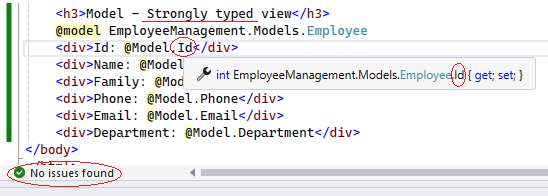 <h3>Model - Strongly typed view</h3>
@model EmployeeManagement.Models.Employee
<div>Id: @Model.Id</div>
<div>Name: @Model
int EmployeeManagement.Models.Employee.Id { get; set; }
<div>Family: @Mod
<div>Phone: @Model.Phone</div>
<div>Email: @Model.Email</div>
<div>Department: @Model.Department</div>
</body>
</html>
No issues found